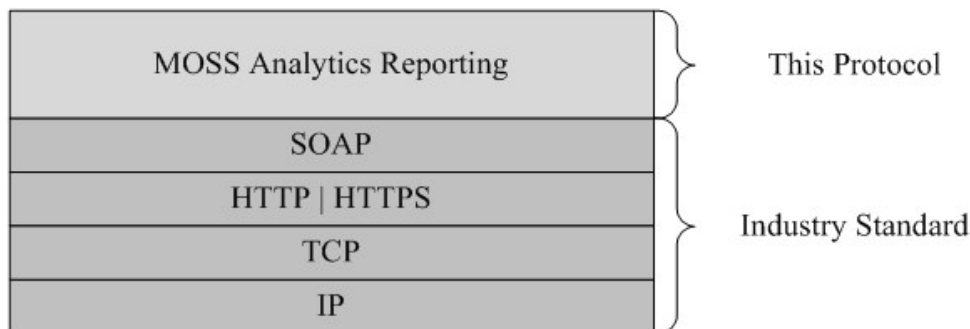 MOSS Analytics Reporting
This Protocol
SOAP
HTTP | HTTPS
TCP
IP
Industry Standard